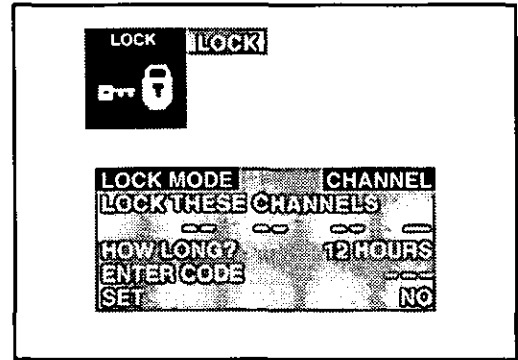 LOCK LOCK
LOCK MODE CHANNEL
LOCK THESE CHANNELS
-- -- -- --
HOW LONG? 12 HOURS
ENTER CODE ---
SET NO